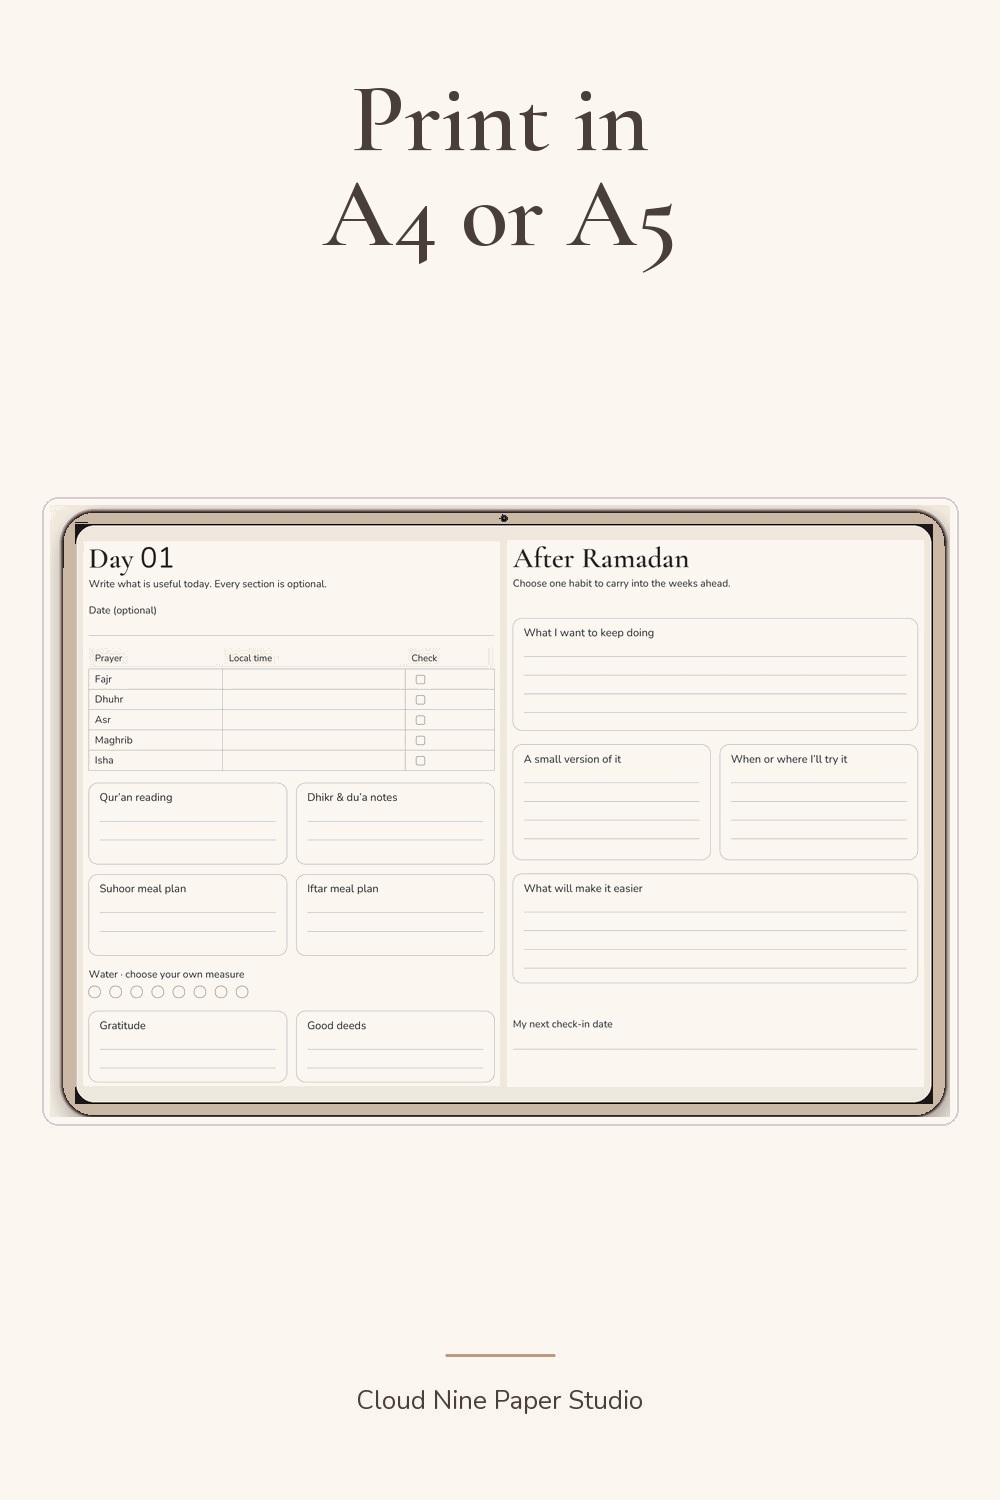 Print in
A4 or A5
Day 01
Write what is useful today. Every section is optional.
Date (optional)
Prayer Local time Check
Fajr
Dhuhr
Asr
Maghrib
Isha
Qur'an reading
Dhikr & du'a notes
Suhoor meal plan
Iftar meal plan
Water · choose your own measure
Gratitude
Good deeds
After Ramadan
Choose one habit to carry into the weeks ahead.
What I want to keep doing
A small version of it
When or where I'll try it
What will make it easier
My next check-in date
Cloud Nine Paper Studio